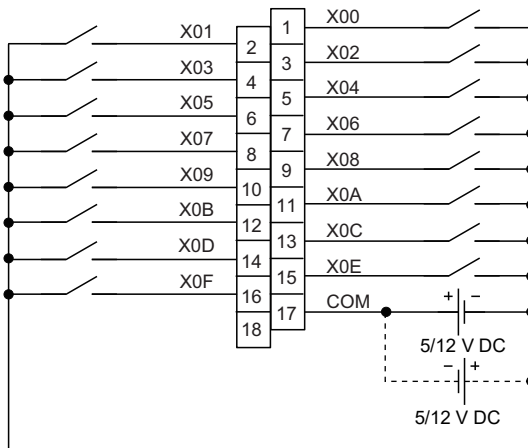 X00
X01
1
2
X02
X03
3
4
X04
X05
5
6
X06
X07
7
8
X08
X09
9
10
X0A
X0B
11
12
X0C
X0D
13
14
X0E
X0F
15
16
COM
17
+ −
18
5/12 V DC
− +
5/12 V DC